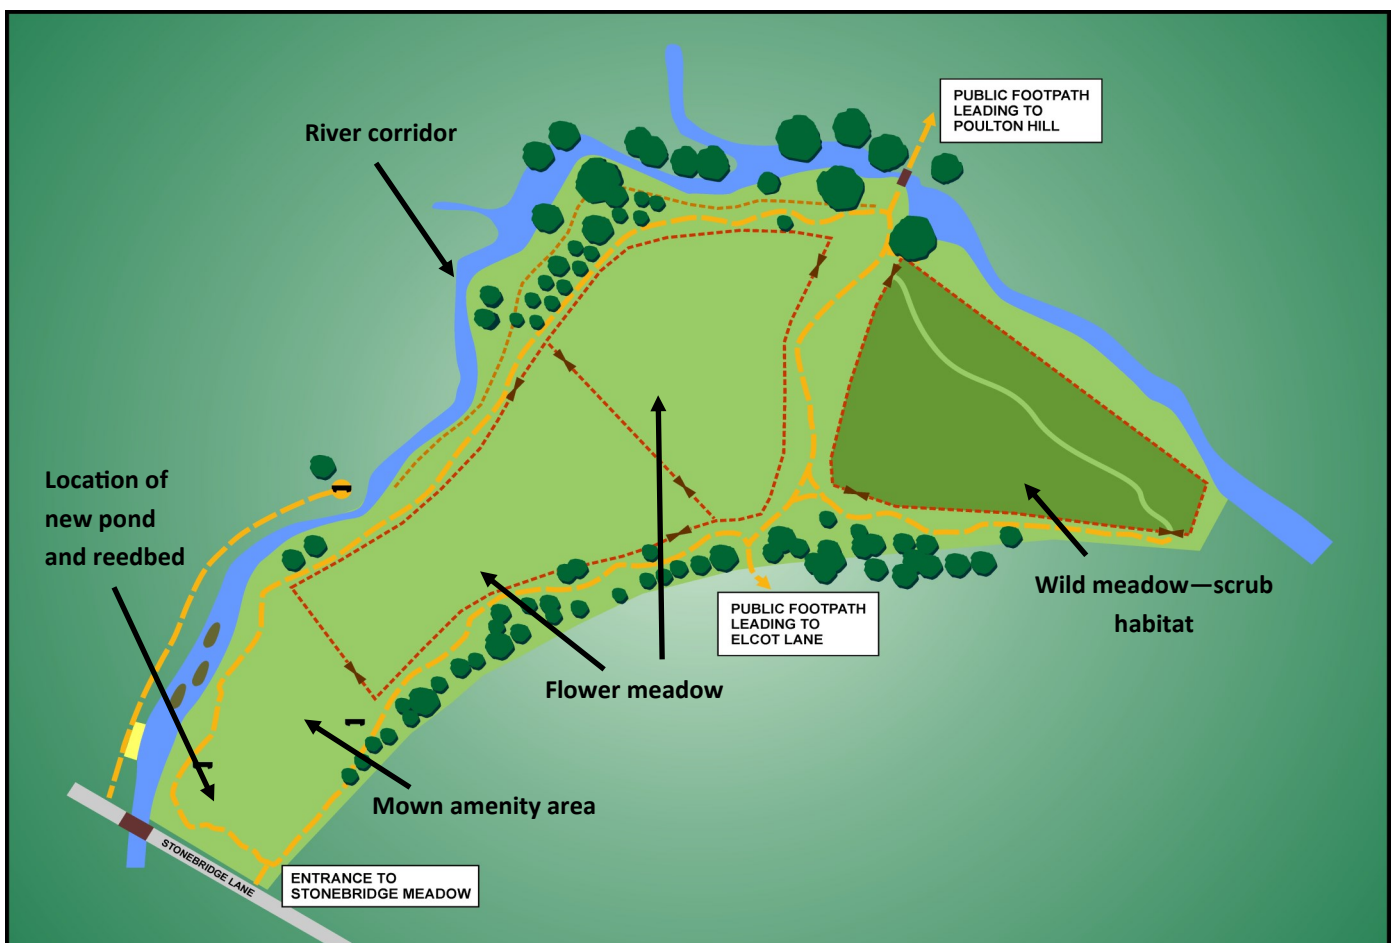 PUBLIC FOOTPATH
LEADING TO
POULTON HILL
River corridor
Location of
new pond
and reedbed
Wild meadow—scrub
habitat
PUBLIC FOOTPATH
LEADING TO
ELCOT LANE
Flower meadow
Mown amenity area
STONEBRIDGE LANE
ENTRANCE TO
STONEBRIDGE MEADOW